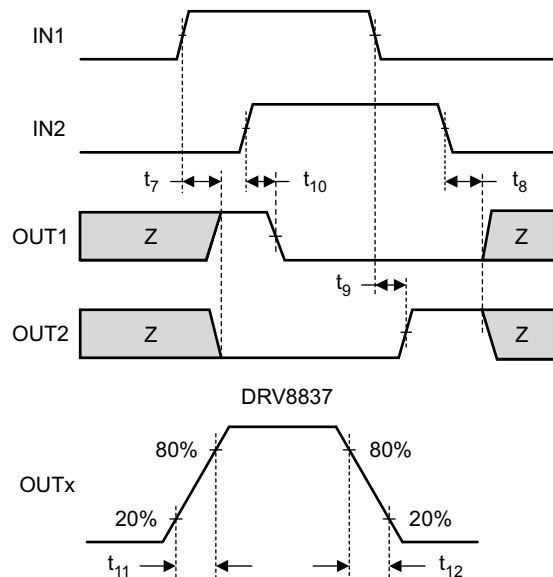 IN1
IN2
t7
t10
t8
OUT1
Z
Z
t9
OUT2
Z
Z
DRV8837
80%
80%
OUTx
20%
20%
t11
t12